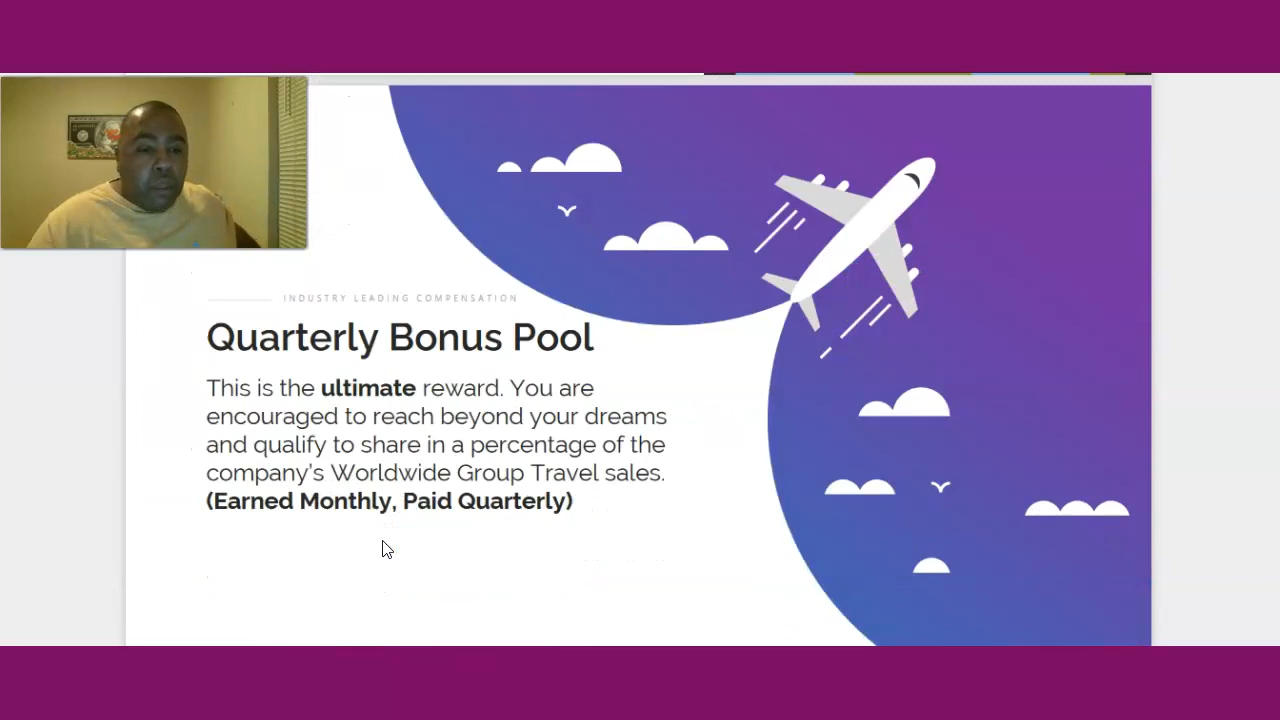 INDUSTRY LEADING COMPENSATION
Quarterly Bonus Pool
This is the ultimate reward. You are
encouraged to reach beyond your dreams
and qualify to share in a percentage of the
company's Worldwide Group Travel sales.
(Earned Monthly, Paid Quarterly)